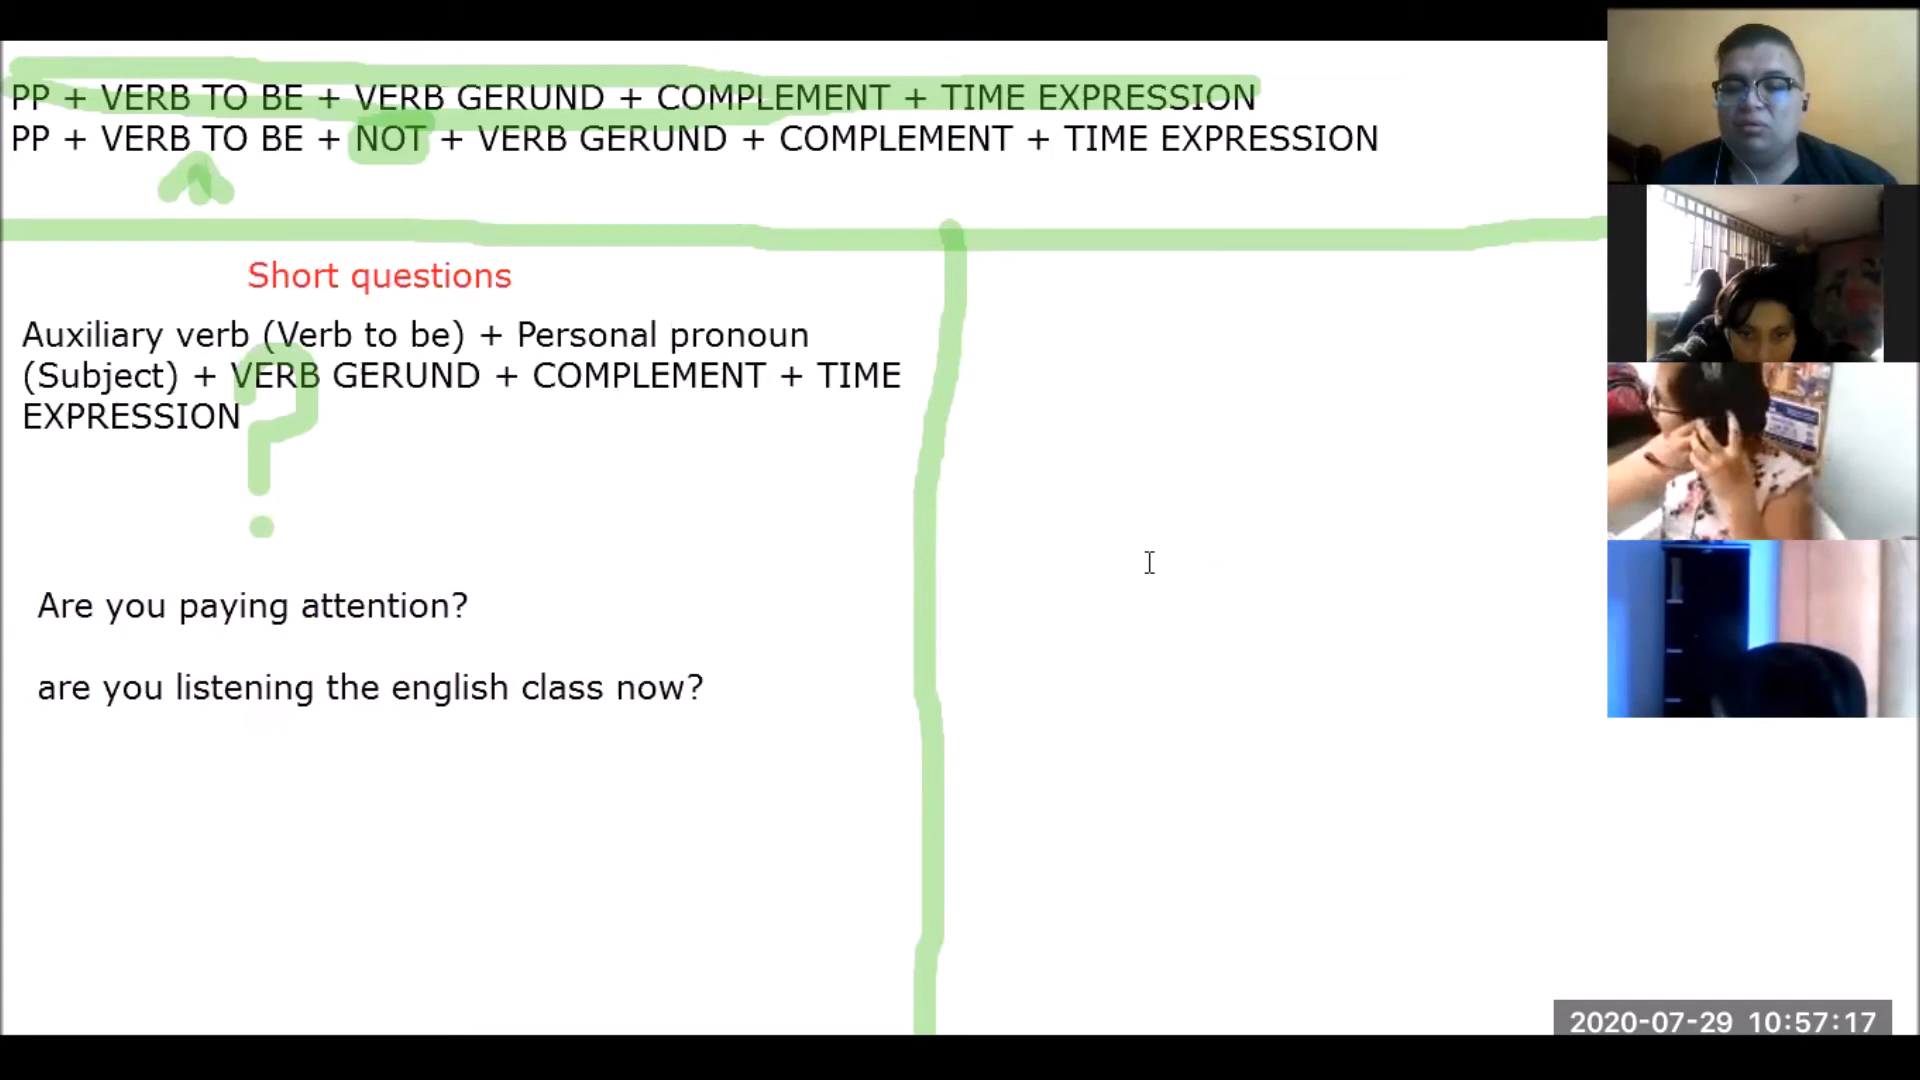 PP + VERB TO BE + VERB GERUND + COMPLEMENT + TIME EXPRESSION
PP + VERB TO BE + NOT + VERB GERUND + COMPLEMENT + TIME EXPRESSION
Short questions
Auxiliary verb (Verb to be) + Personal pronoun
(Subject) + VERB GERUND + COMPLEMENT + TIME
EXPRESSION
?
Are you paying attention?
are you listening the english class now?
2020-07-29 10:57:17